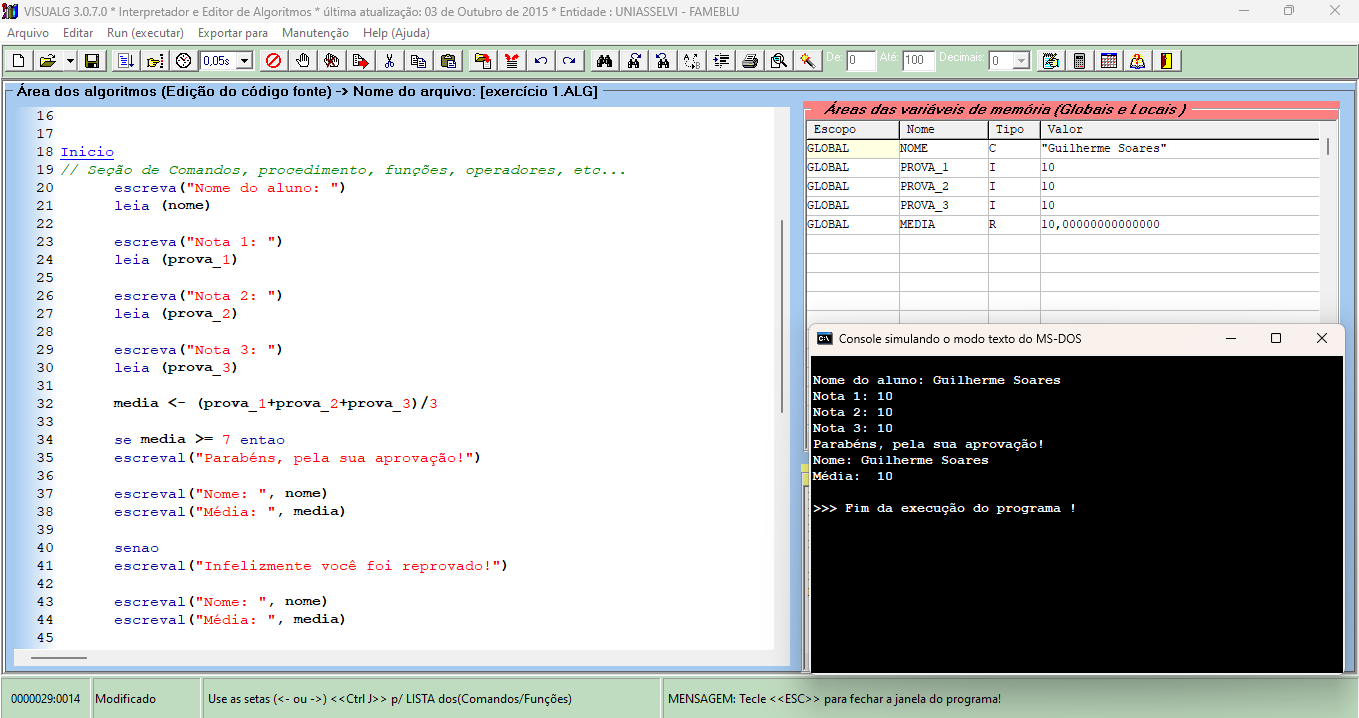 VISUALG 3.0.7.0 * Interpretador e Editor de Algoritmos * última atualização: 03 de Outubro de 2015 * Entidade : UNIASSELVI - FAMEBLU
Arquivo Editar Run (executar) Exportar para Manutenção Help (Ajuda)
0,05s De: 0 Até: 100 Decimais: 0
Área dos algoritmos (Edição do código fonte) -> Nome do arquivo: [exercício 1.ALG]
16
17
18 Inicio
19 // Seção de Comandos, procedimento, funções, operadores, etc...
20 escreva("Nome do aluno: ")
21 leia (nome)
22
23 escreva("Nota 1: ")
24 leia (prova_1)
25
26 escreva("Nota 2: ")
27 leia (prova_2)
28
29 escreva("Nota 3: ")
30 leia (prova_3)
31
32 media <- (prova_1+prova_2+prova_3)/3
33
34 se media >= 7 entao
35 escreval("Parabéns, pela sua aprovação!")
36
37 escreval("Nome: ", nome)
38 escreval("Média: ", media)
39
40 senao
41 escreval("Infelizmente você foi reprovado!")
42
43 escreval("Nome: ", nome)
44 escreval("Média: ", media)
45
Áreas das variáveis de memória (Globais e Locais )
Escopo Nome Tipo Valor
GLOBAL NOME C "Guilherme Soares"
GLOBAL PROVA_1 I 10
GLOBAL PROVA_2 I 10
GLOBAL PROVA_3 I 10
GLOBAL MEDIA R 10,00000000000000
Console simulando o modo texto do MS-DOS
Nome do aluno: Guilherme Soares
Nota 1: 10
Nota 2: 10
Nota 3: 10
Parabéns, pela sua aprovação!
Nome: Guilherme Soares
Média:  10
>>> Fim da execução do programa !
0000029:0014 Modificado Use as setas (<- ou ->) <<Ctrl J>> p/ LISTA dos(Comandos/Funções) MENSAGEM: Tecle <<ESC>> para fechar a janela do programa!